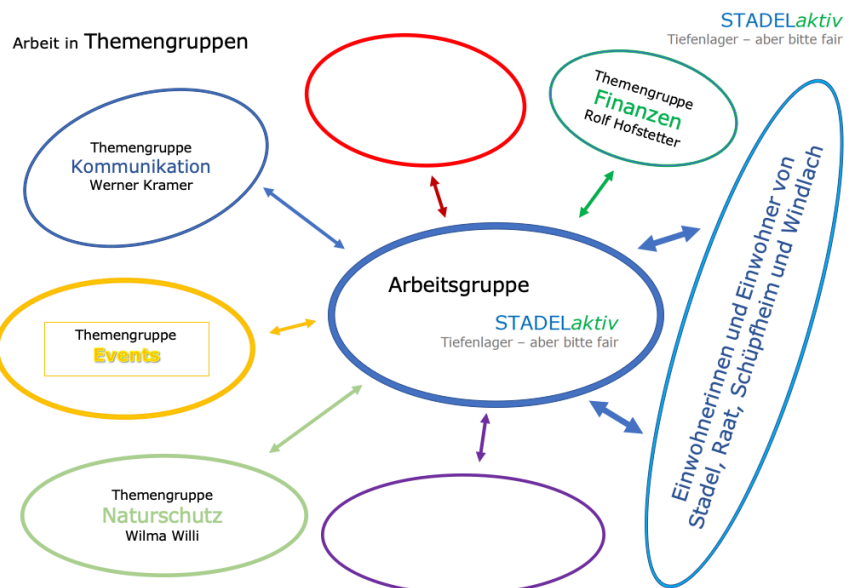 Arbeit in Themengruppen
STADELaktiv
Tiefenlager – aber bitte fair
Themengruppe
Finanzen
Rolf Hofstetter
Themengruppe
Kommunikation
Werner Kramer
Einwohnerinnen und Einwohner von
Stadel, Raat, Schüpfheim und Windlach
Arbeitsgruppe
STADELaktiv
Tiefenlager – aber bitte fair
Themengruppe
Events
Themengruppe
Naturschutz
Wilma Willi